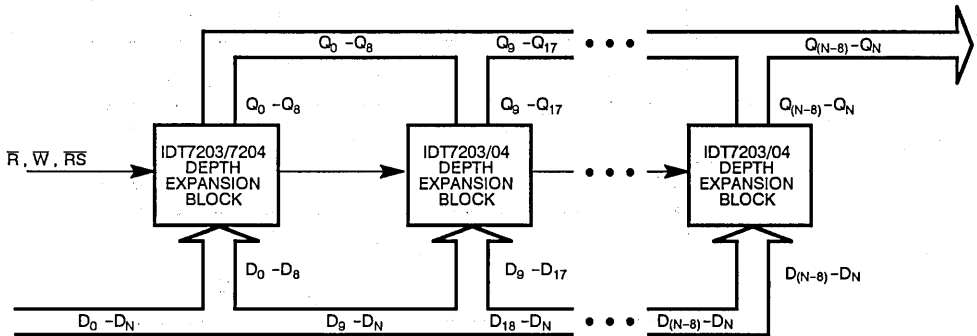 Q₀ –Q₈ Q₉ –Q₁₇ • • • Q₍N–8₎–QN
Q₀ –Q₈ Q₉ –Q₁₇ Q₍N–8₎–QN
R̅ , W̅ , R̅S̅
IDT7203/7204
DEPTH
EXPANSION
BLOCK
IDT7203/04
DEPTH
EXPANSION
BLOCK
• • •
IDT7203/04
DEPTH
EXPANSION
BLOCK
D₀ –D₈ D₉ –D₁₇ D₍N–8₎–DN
D₀ –DN D₉ –DN D₁₈ –DN • • • D₍N–8₎–DN